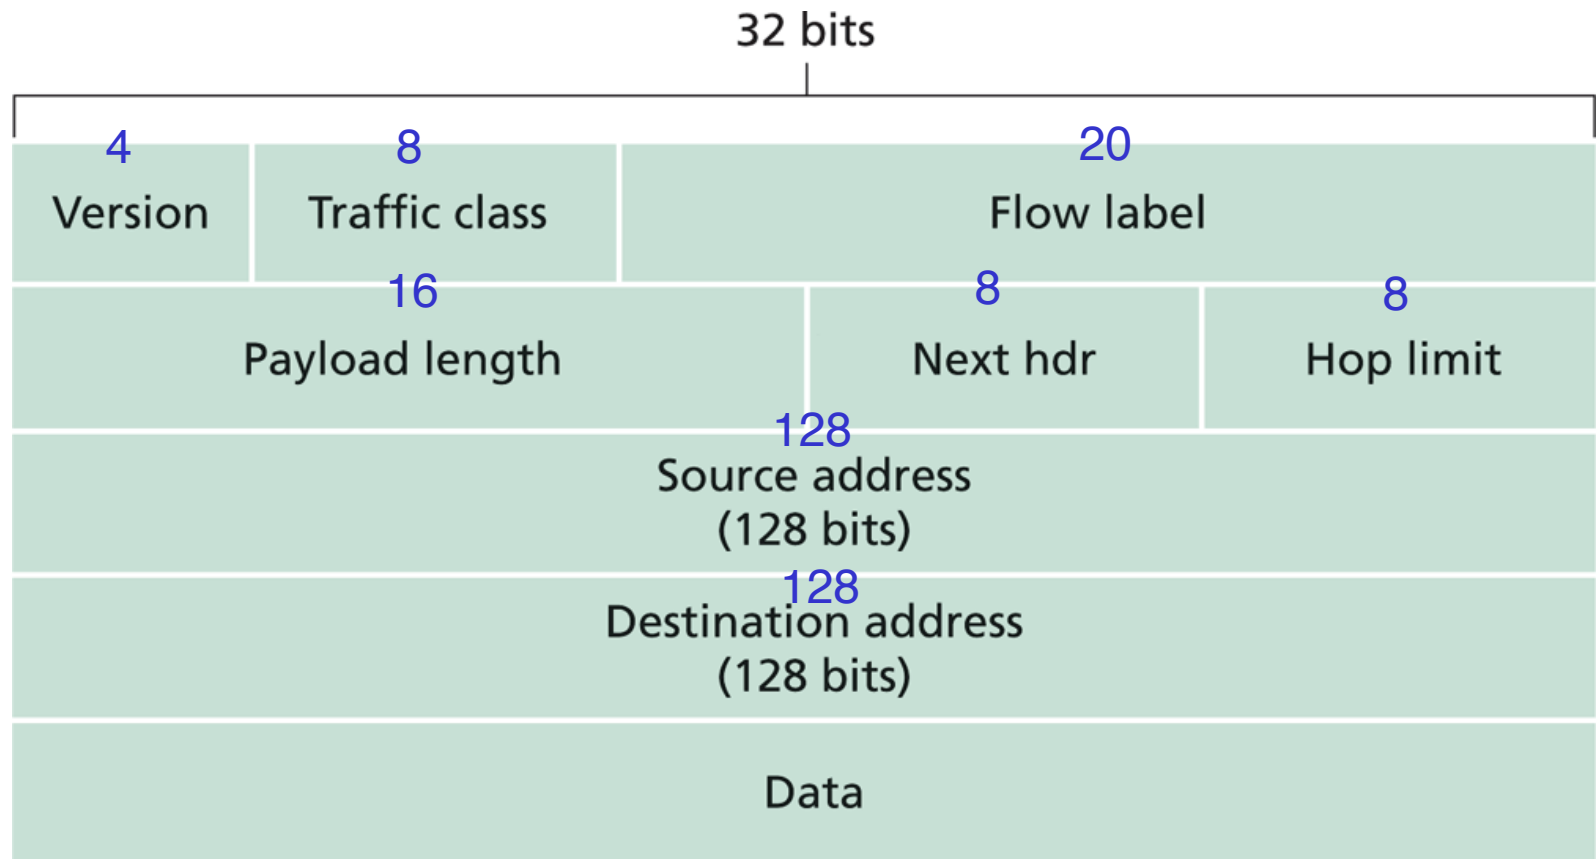 32 bits
4 8 20
Version Traffic class Flow label
16 8 8
Payload length Next hdr Hop limit
128
Source address
(128 bits)
128
Destination address
(128 bits)
Data